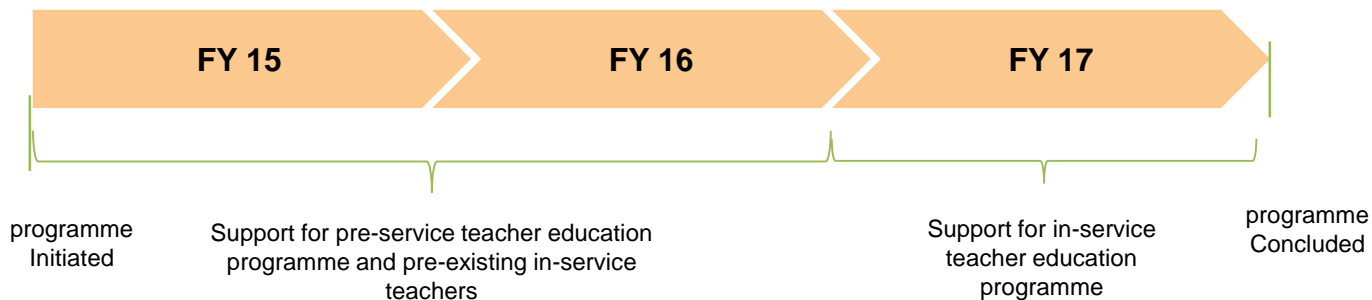 FY 15
FY 16
FY 17
programme
Initiated
Support for pre-service teacher education
programme and pre-existing in-service
teachers
Support for in-service
teacher education
programme
programme
Concluded